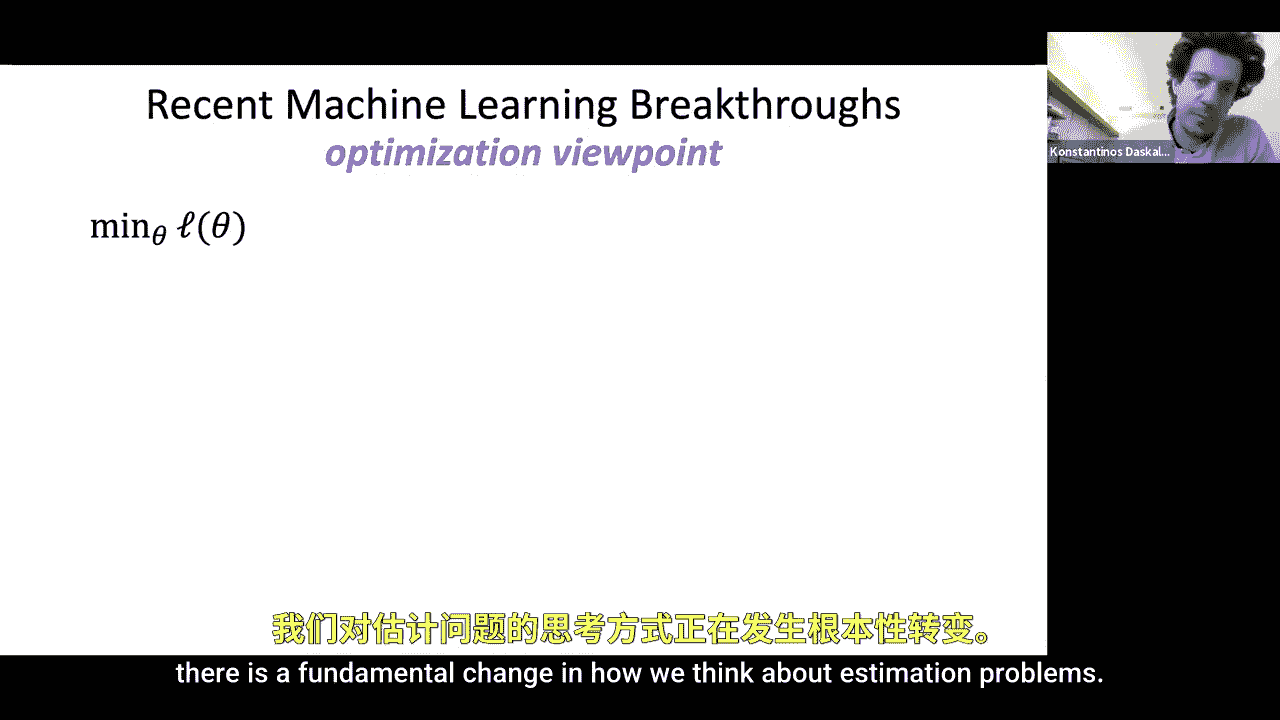 Recent Machine Learning Breakthroughs
optimization viewpoint
Konstantinos Daskal...
min_θ ℓ(θ)
我们对估计问题的思考方式正在发生根本性转变。
there is a fundamental change in how we think about estimation problems.